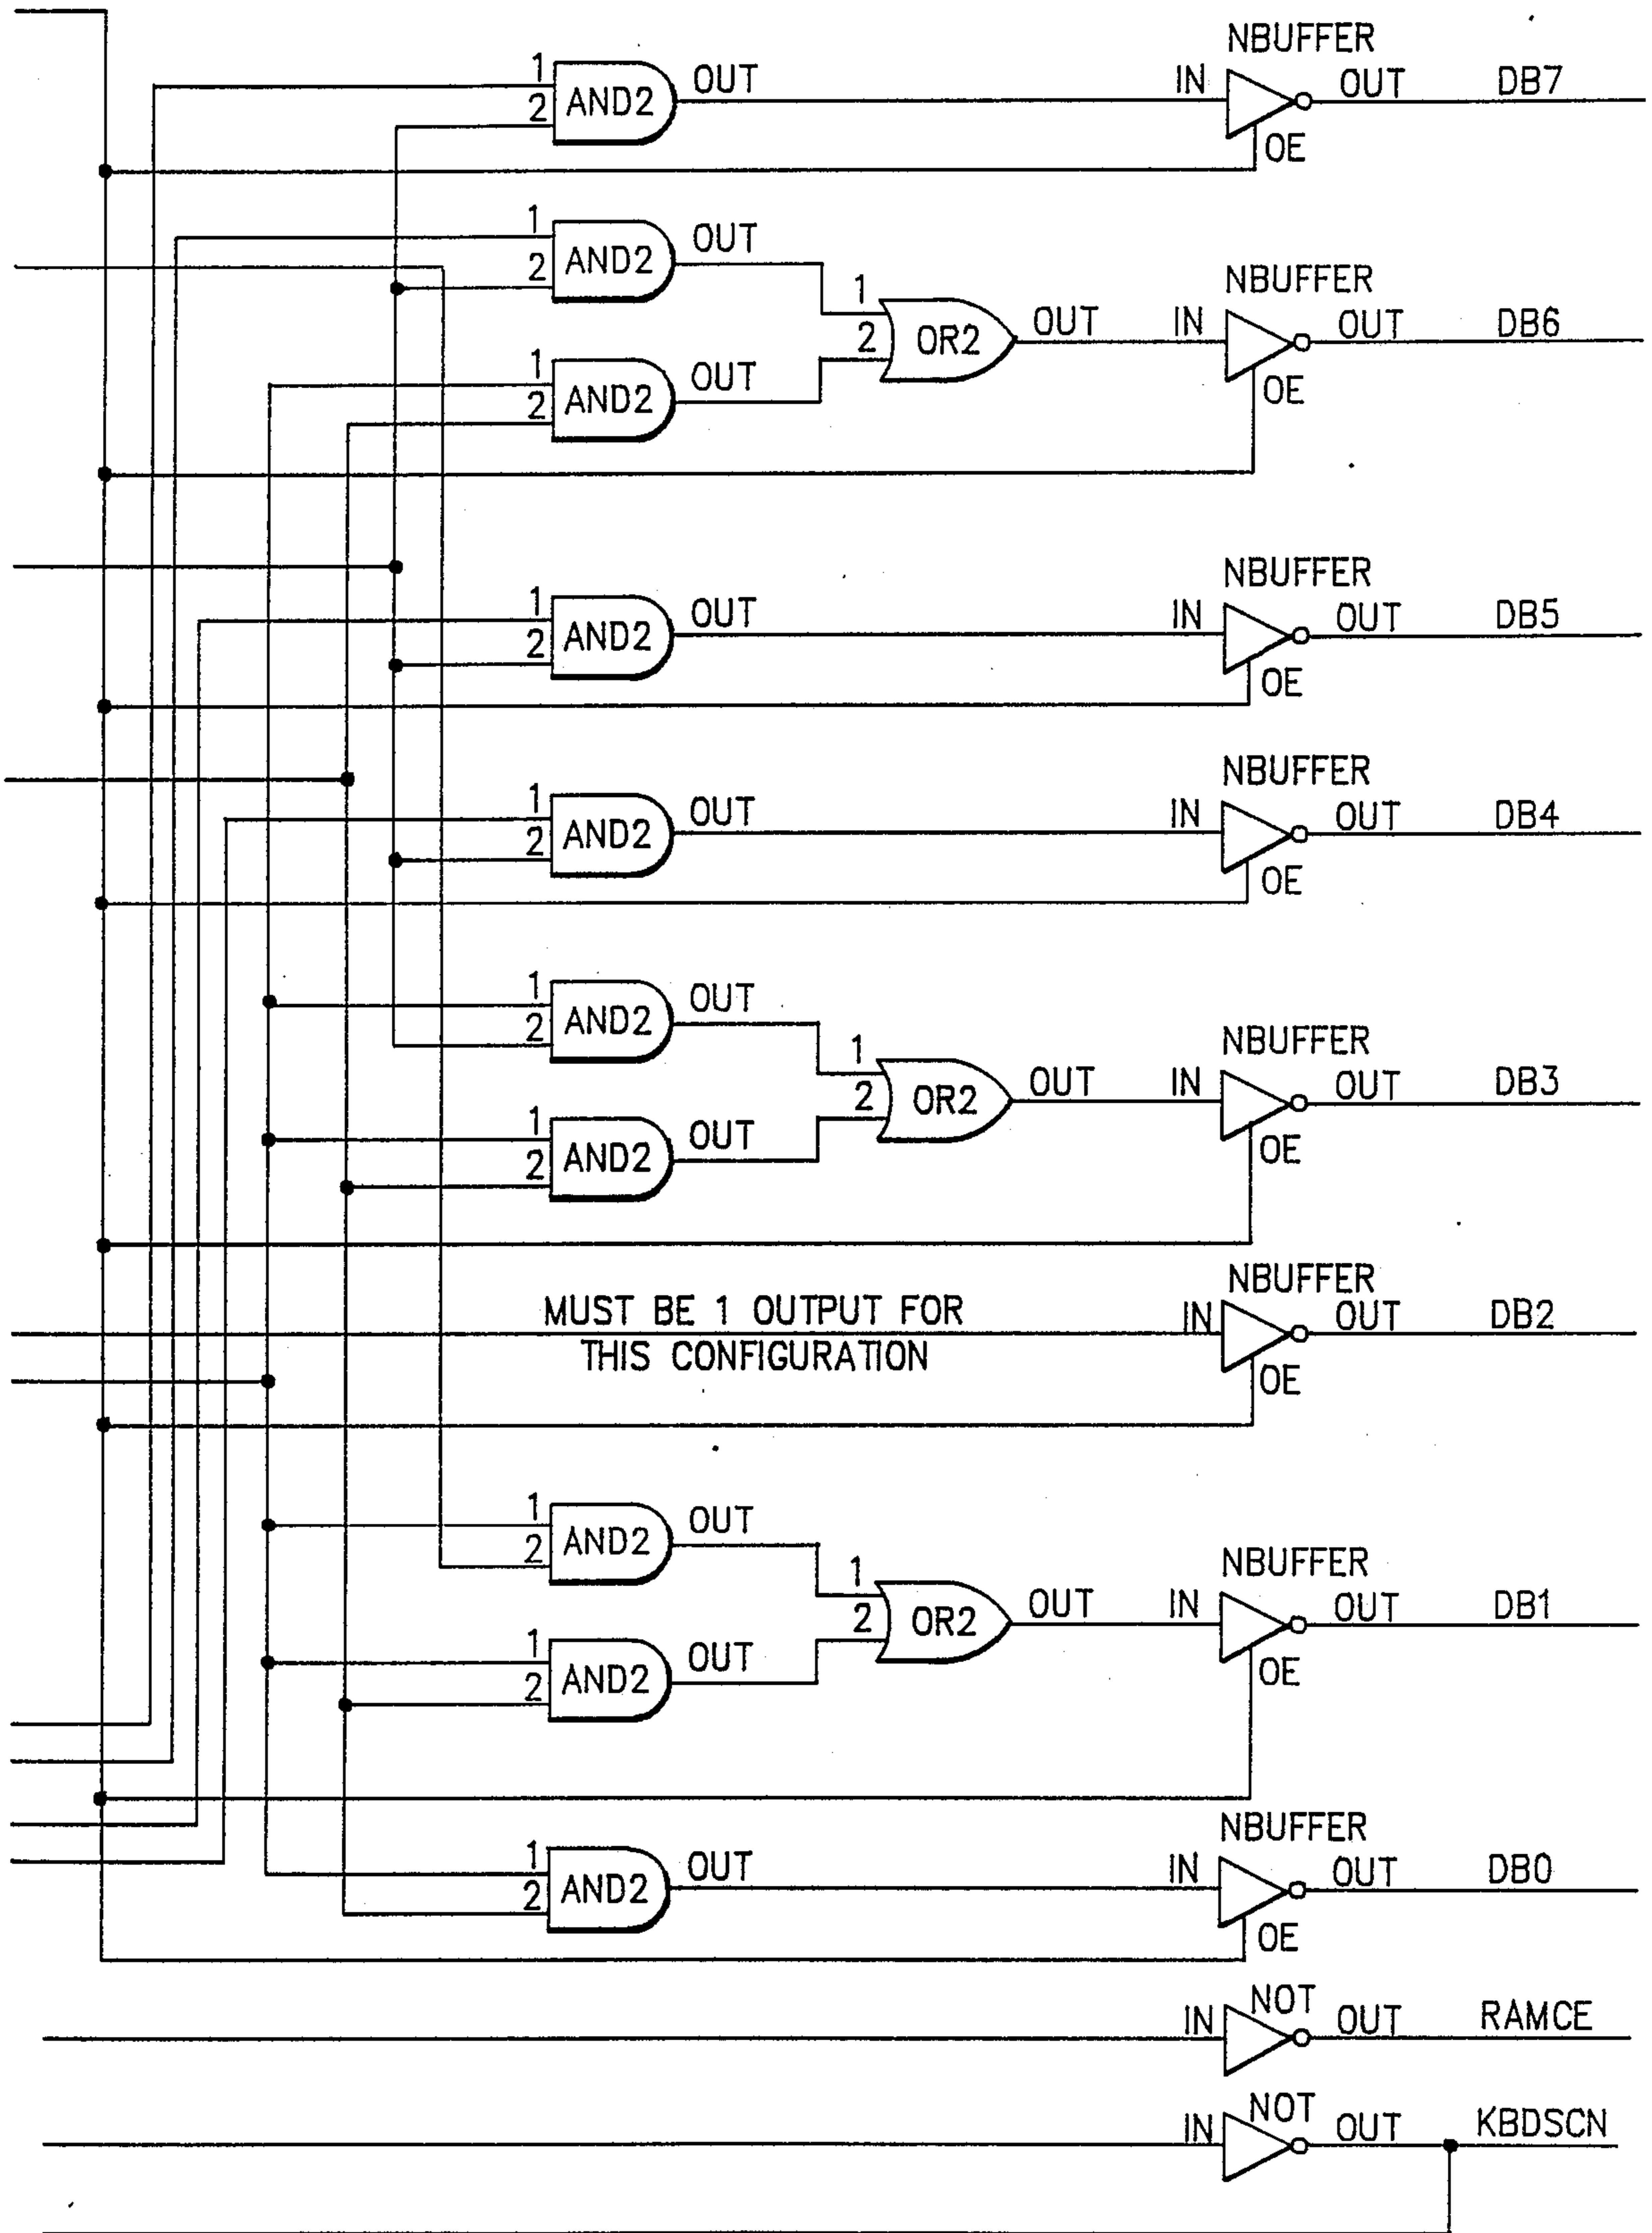 NBUFFER
1 OUT IN OUT DB7
AND2
2
OE
1 OUT
AND2
2
NBUFFER
1 OUT IN OUT DB6
OR2
2
1 OUT
AND2
2
OE
NBUFFER
1 OUT IN OUT DB5
AND2
2
OE
NBUFFER
1 OUT IN OUT DB4
AND2
2
OE
1 OUT
AND2
2
NBUFFER
1 OUT IN OUT DB3
OR2
2
1 OUT
AND2
2
OE
NBUFFER
MUST BE 1 OUTPUT FOR IN OUT DB2
THIS CONFIGURATION
OE
1 OUT
AND2
2
NBUFFER
1 OUT IN OUT DB1
OR2
2
1 OUT
AND2
2
OE
NBUFFER
1 OUT IN OUT DB0
AND2
2
OE
NOT
IN OUT RAMCE
NOT
IN OUT KBDSCN